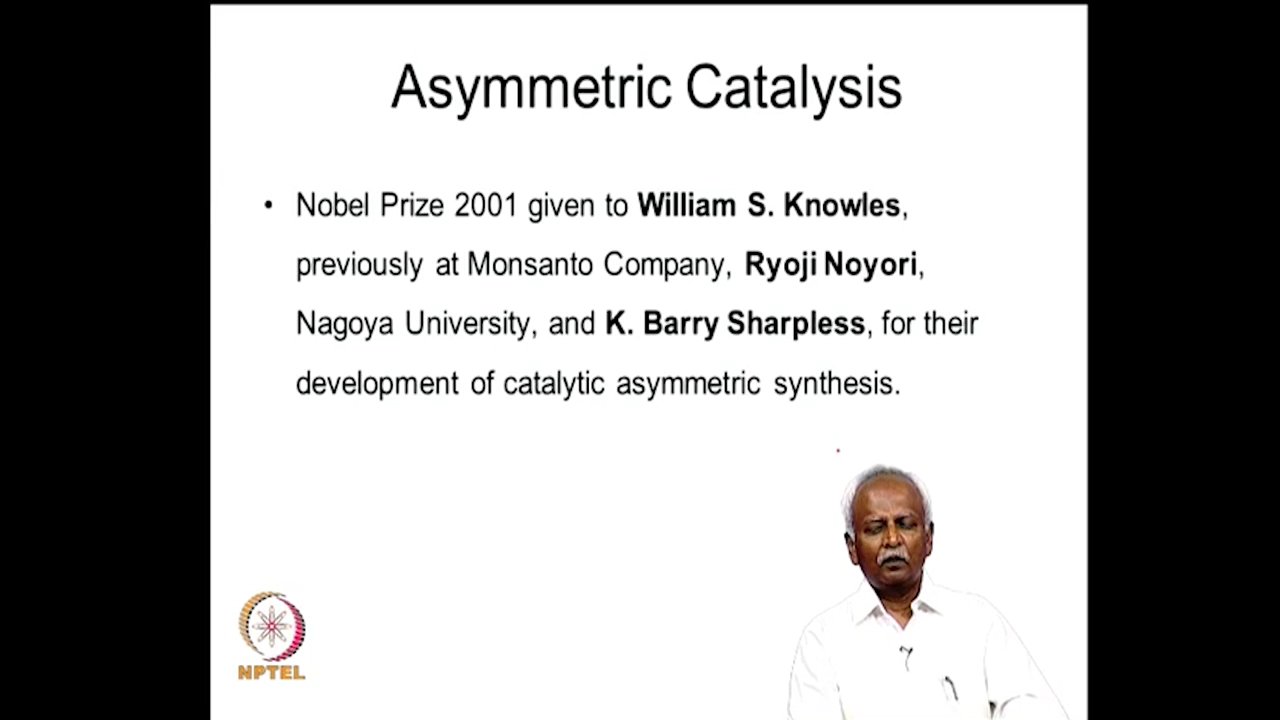 Asymmetric Catalysis
• Nobel Prize 2001 given to William S. Knowles,
previously at Monsanto Company, Ryoji Noyori,
Nagoya University, and K. Barry Sharpless, for their
development of catalytic asymmetric synthesis.
NPTEL